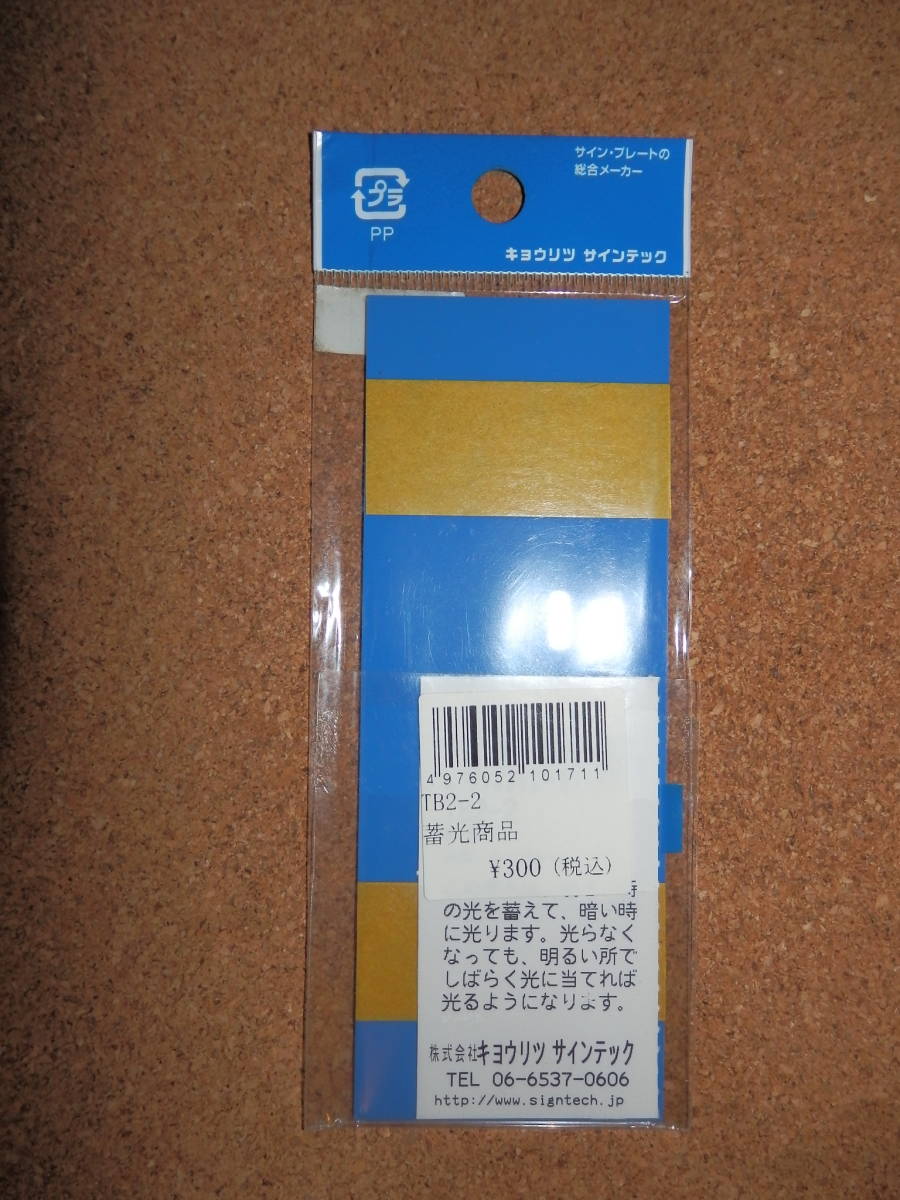 サイン・プレートの
総合メーカー
プラ
PP
キョウリツ サインテック
4 976052 101711
TB2-2
蓄光商品
¥300 (税込)
の光を蓄えて、暗い時
に光ります。光らなく
なっても、明るい所で
しばらく光に当てれば
光るようになります。
株式会社キョウリツ サインテック
TEL 06-6537-0606
http://www.signtech.jp